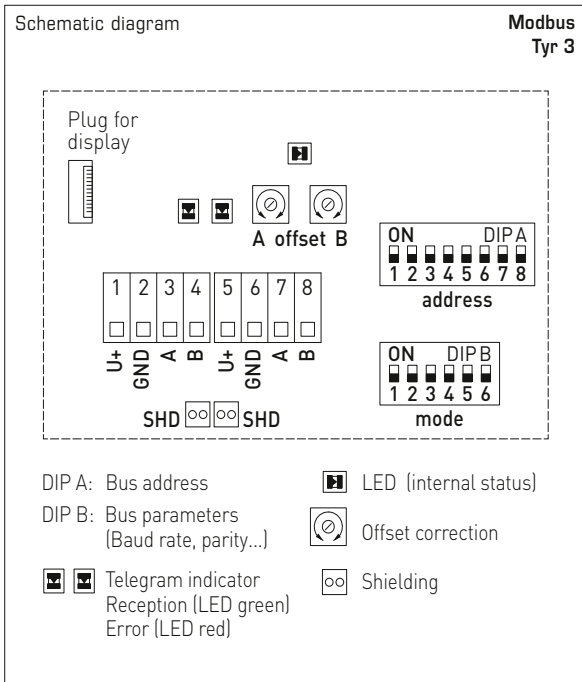 Schematic diagram
Modbus
Tyr 3
Plug for
display
A offset B
ON DIP A
1 2 3 4 5 6 7 8
address
1 2 3 4 5 6 7 8
U+ GND A B U+ GND A B
ON DIP B
1 2 3 4 5 6
mode
SHD SHD
DIP A: Bus address
LED (internal status)
DIP B: Bus parameters
(Baud rate, parity...)
Offset correction
Telegram indicator
Reception (LED green)
Error (LED red)
Shielding